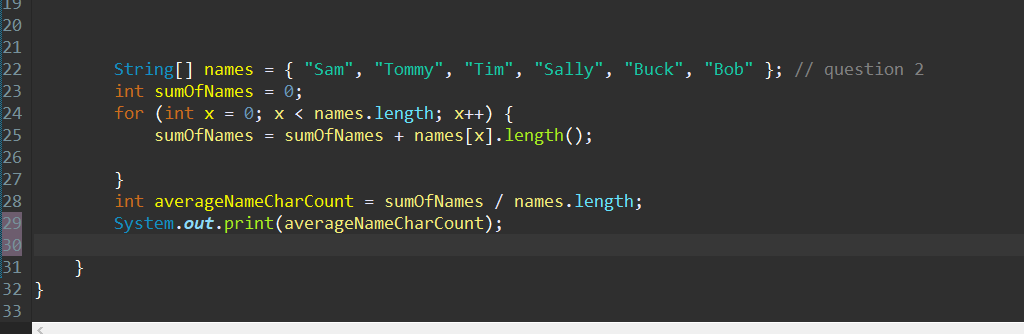 19
20
21
22 String[] names = { "Sam", "Tommy", "Tim", "Sally", "Buck", "Bob" }; // question 2
23 int sumOfNames = 0;
24 for (int x = 0; x < names.length; x++) {
25 sumOfNames = sumOfNames + names[x].length();
26
27 }
28 int averageNameCharCount = sumOfNames / names.length;
29 System.out.print(averageNameCharCount);
30
31 }
32 }
33